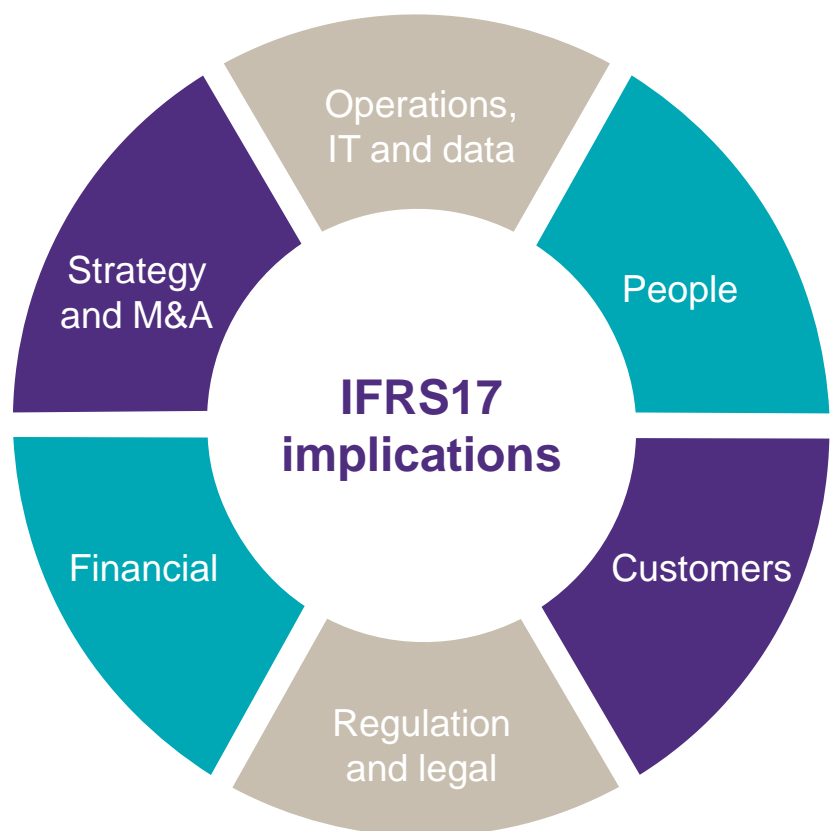 Operations,
IT and data
People
Customers
Regulation
and legal
Financial
Strategy
and M&A
IFRS17
implications